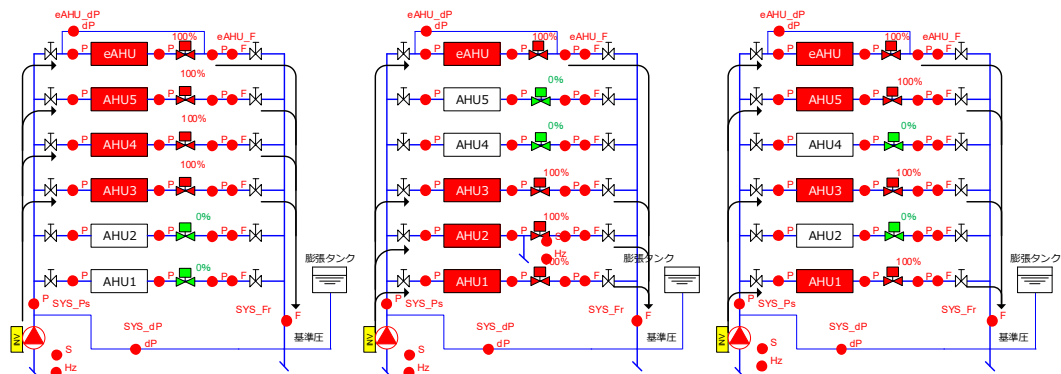 eAHU_dP
dP
100%
eAHU_F
P
eAHU
P
P
F
100%
P
AHU5
P
P
F
100%
P
AHU4
P
P
F
100%
P
AHU3
P
P
F
0%
P
AHU2
P
P
F
0%
P
AHU1
P
P
F
膨張タンク
P
SYS_Ps
SYS_Fr
F
INV
SYS_dP
基準圧
dP
S
Hz
eAHU_dP
dP
100%
eAHU_F
P
eAHU
P
P
F
0%
P
AHU5
P
P
F
0%
P
AHU4
P
P
F
P
AHU3
P
P
F
100%
100%
P
AHU2
P
P
F
S
Hz
100%
P
AHU1
P
P
F
膨張タンク
P
SYS_Ps
SYS_Fr
F
INV
SYS_dP
基準圧
dP
S
Hz
eAHU_dP
dP
100%
eAHU_F
P
eAHU
P
P
F
100%
P
AHU5
P
P
F
0%
P
AHU4
P
P
F
100%
P
AHU3
P
P
F
0%
P
AHU2
P
P
F
100%
P
AHU1
P
P
F
膨張タンク
P
SYS_Ps
SYS_Fr
F
INV
SYS_dP
基準圧
dP
S
Hz